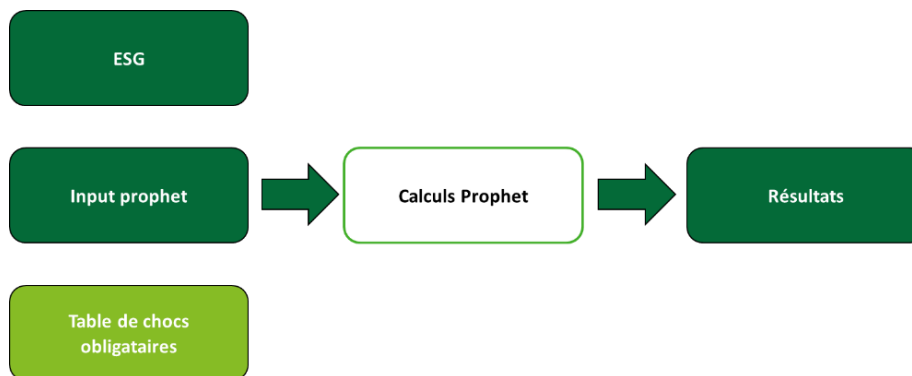 ESG
Input prophet
Calculs Prophet
Résultats
Table de chocs
obligataires